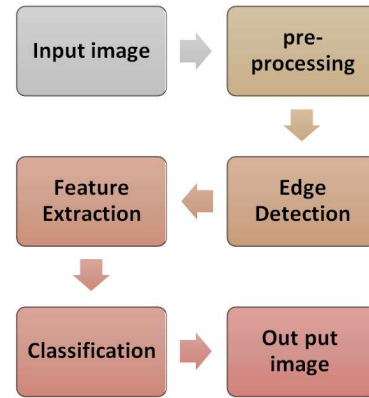 Input image
pre-
processing
Edge
Detection
Feature
Extraction
Classification
Out put
image